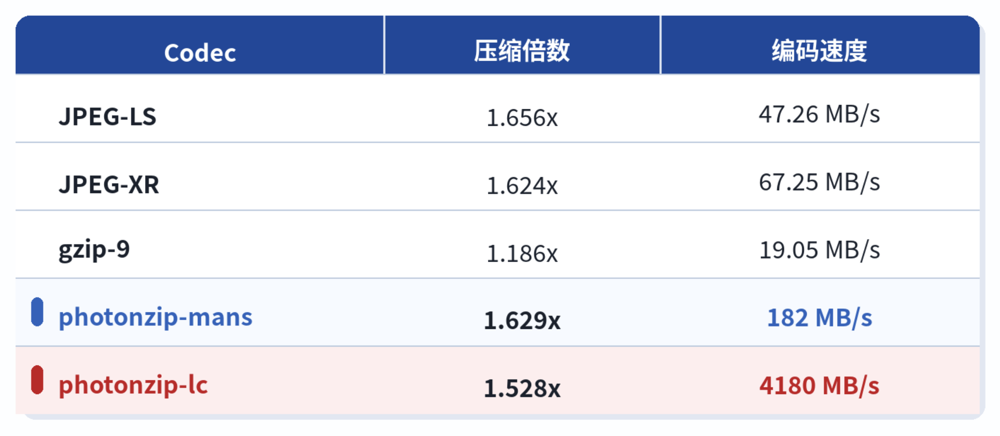 Codec 压缩倍数 编码速度
JPEG-LS 1.656x 47.26 MB/s
JPEG-XR 1.624x 67.25 MB/s
gzip-9 1.186x 19.05 MB/s
photonzip-mans 1.629x 182 MB/s
photonzip-lc 1.528x 4180 MB/s